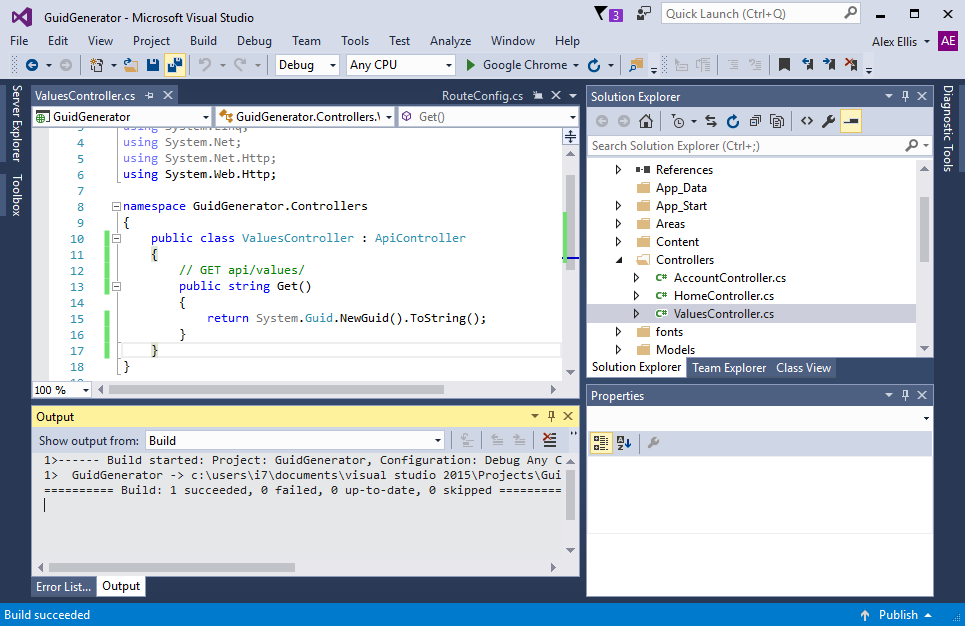 GuidGenerator - Microsoft Visual Studio
3
Quick Launch (Ctrl+Q)
File Edit View Project Build Debug Team Tools Test Analyze Window Help
Alex Ellis AE
Debug Any CPU Google Chrome
Server Explorer
Toolbox
ValuesController.cs
RouteConfig.cs
GuidGenerator
GuidGenerator.Controllers.V
Get()
3 using System.Linq;
4 using System.Net;
5 using System.Net.Http;
6 using System.Web.Http;
7
8 namespace GuidGenerator.Controllers
9 {
10 public class ValuesController : ApiController
11 {
12 // GET api/values/
13 public string Get()
14 {
15 return System.Guid.NewGuid().ToString();
16 }
17 }
18 }
100 %
Output
Show output from: Build
1>------ Build started: Project: GuidGenerator, Configuration: Debug Any C
1> GuidGenerator -> c:\users\i7\documents\visual studio 2015\Projects\Gui
========== Build: 1 succeeded, 0 failed, 0 up-to-date, 0 skipped =========
Error List...
Output
Solution Explorer
Search Solution Explorer (Ctrl+;)
References
App_Data
App_Start
Areas
Content
Controllers
C# AccountController.cs
C# HomeController.cs
C# ValuesController.cs
fonts
Models
Solution Explorer Team Explorer Class View
Properties
Diagnostic Tools
Build succeeded
Publish